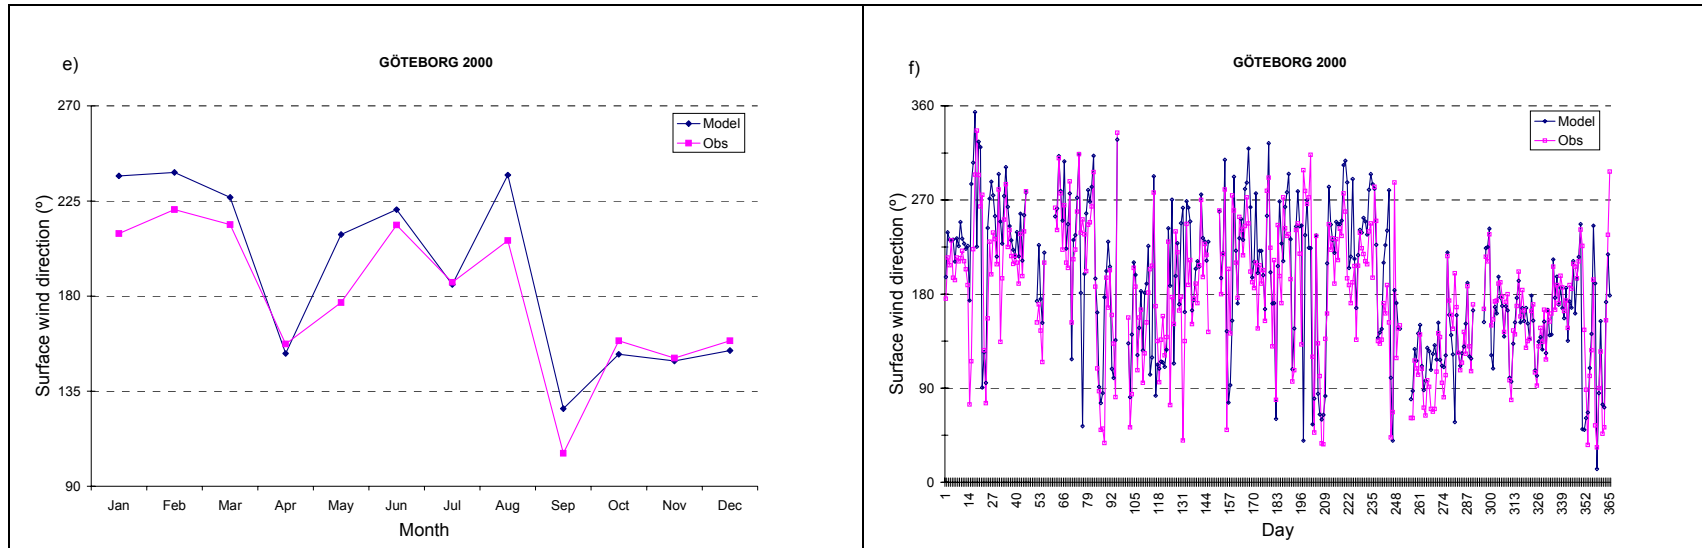 e)
GÖTEBORG 2000
270
225
180
135
90
Surface wind direction (º)
Model
Obs
Jan Feb Mar Apr May Jun Jul Aug Sep Oct Nov Dec
Month
f)
GÖTEBORG 2000
360
270
180
90
0
Surface wind direction (º)
Model
Obs
1 14 27 40 53 66 79 92 105 118 131 144 157 170 183 196 209 222 235 248 261 274 287 300 313 326 339 352 365
Day